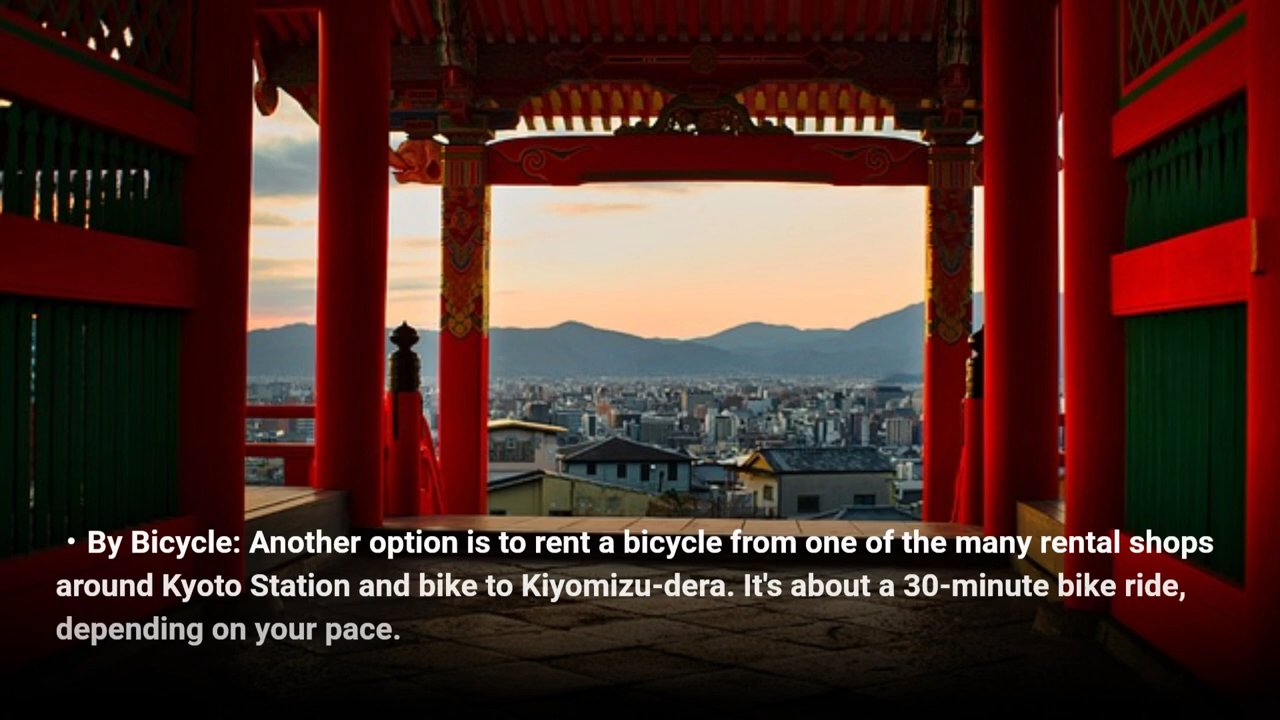 • By Bicycle: Another option is to rent a bicycle from one of the many rental shops
around Kyoto Station and bike to Kiyomizu-dera. It's about a 30-minute bike ride,
depending on your pace.